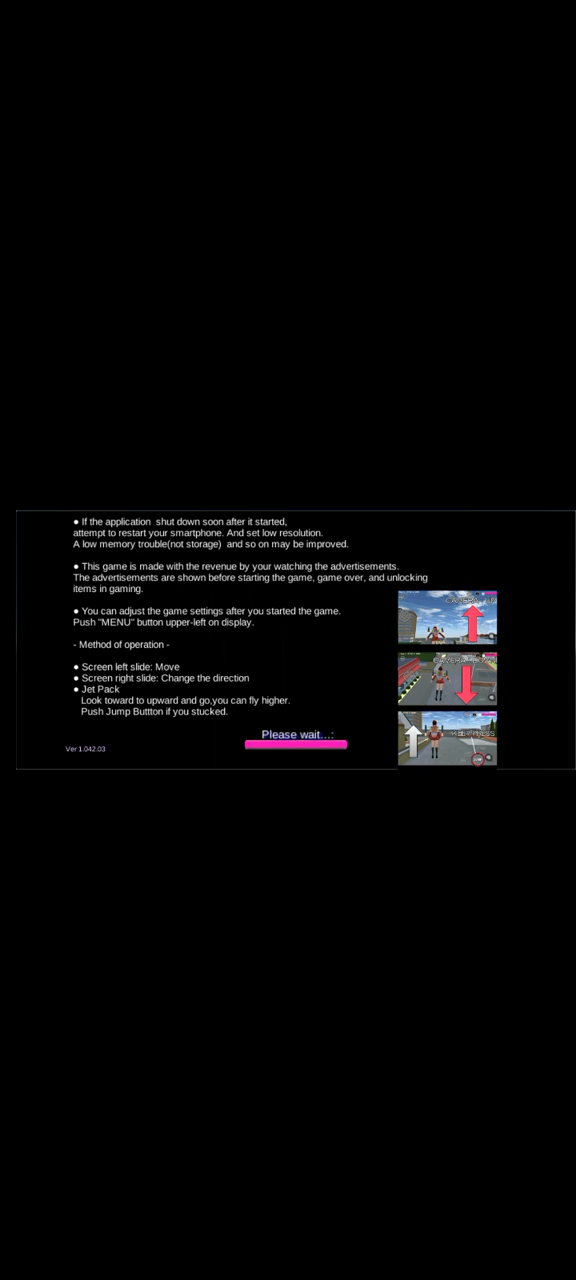 ● If the application  shut down soon after it started,
attempt to restart your smartphone. And set low resolution.
A low memory trouble(not storage)  and so on may be improved.
● This game is made with the revenue by your watching the advertisements.
The advertisements are shown before starting the game, game over, and unlocking
items in gaming.
● You can adjust the game settings after you started the game.
Push "MENU" button upper-left on display.
- Method of operation -
● Screen left slide: Move
● Screen right slide: Change the direction
● Jet Pack
Look toward to upward and go,you can fly higher.
Push Jump Buttton if you stucked.
Please wait...:
Ver 1.042.03
CAMERA UP
CAMERA DOWN